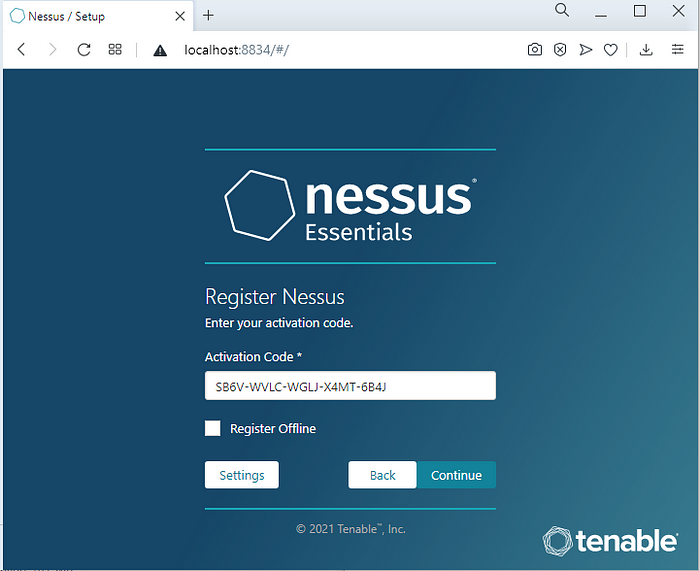 Nessus / Setup
localhost:8834/#/
nessus®
Essentials
Register Nessus
Enter your activation code.
Activation Code *
SB6V-WVLC-WGLJ-X4MT-6B4J
Register Offline
Settings
Back
Continue
© 2021 Tenable™, Inc.
tenable